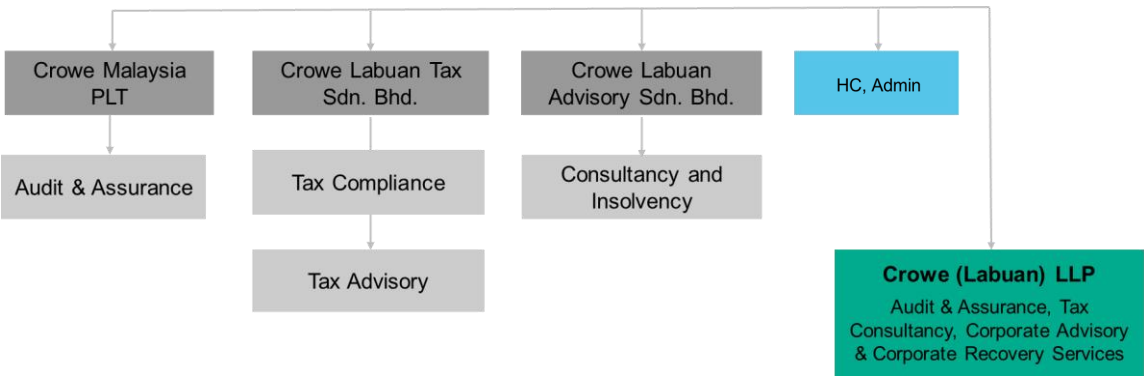 Crowe Malaysia
PLT
Crowe Labuan Tax
Sdn. Bhd.
Crowe Labuan
Advisory Sdn. Bhd.
HC, Admin
Audit & Assurance
Tax Compliance
Consultancy and
Insolvency
Tax Advisory
Crowe (Labuan) LLP
Audit & Assurance, Tax
Consultancy, Corporate Advisory
& Corporate Recovery Services